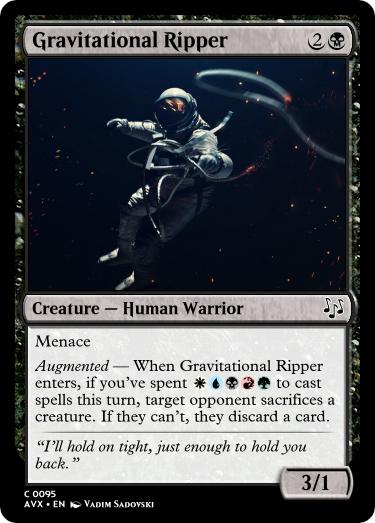 Gravitational Ripper 2
Creature — Human Warrior
Menace
Augmented — When Gravitational Ripper
enters, if you've spent to cast
spells this turn, target opponent sacrifices a
creature. If they can't, they discard a card.
“I'll hold on tight, just enough to hold you
back.”
3/1
C 0095
AVX • EN Vadim Sadovski